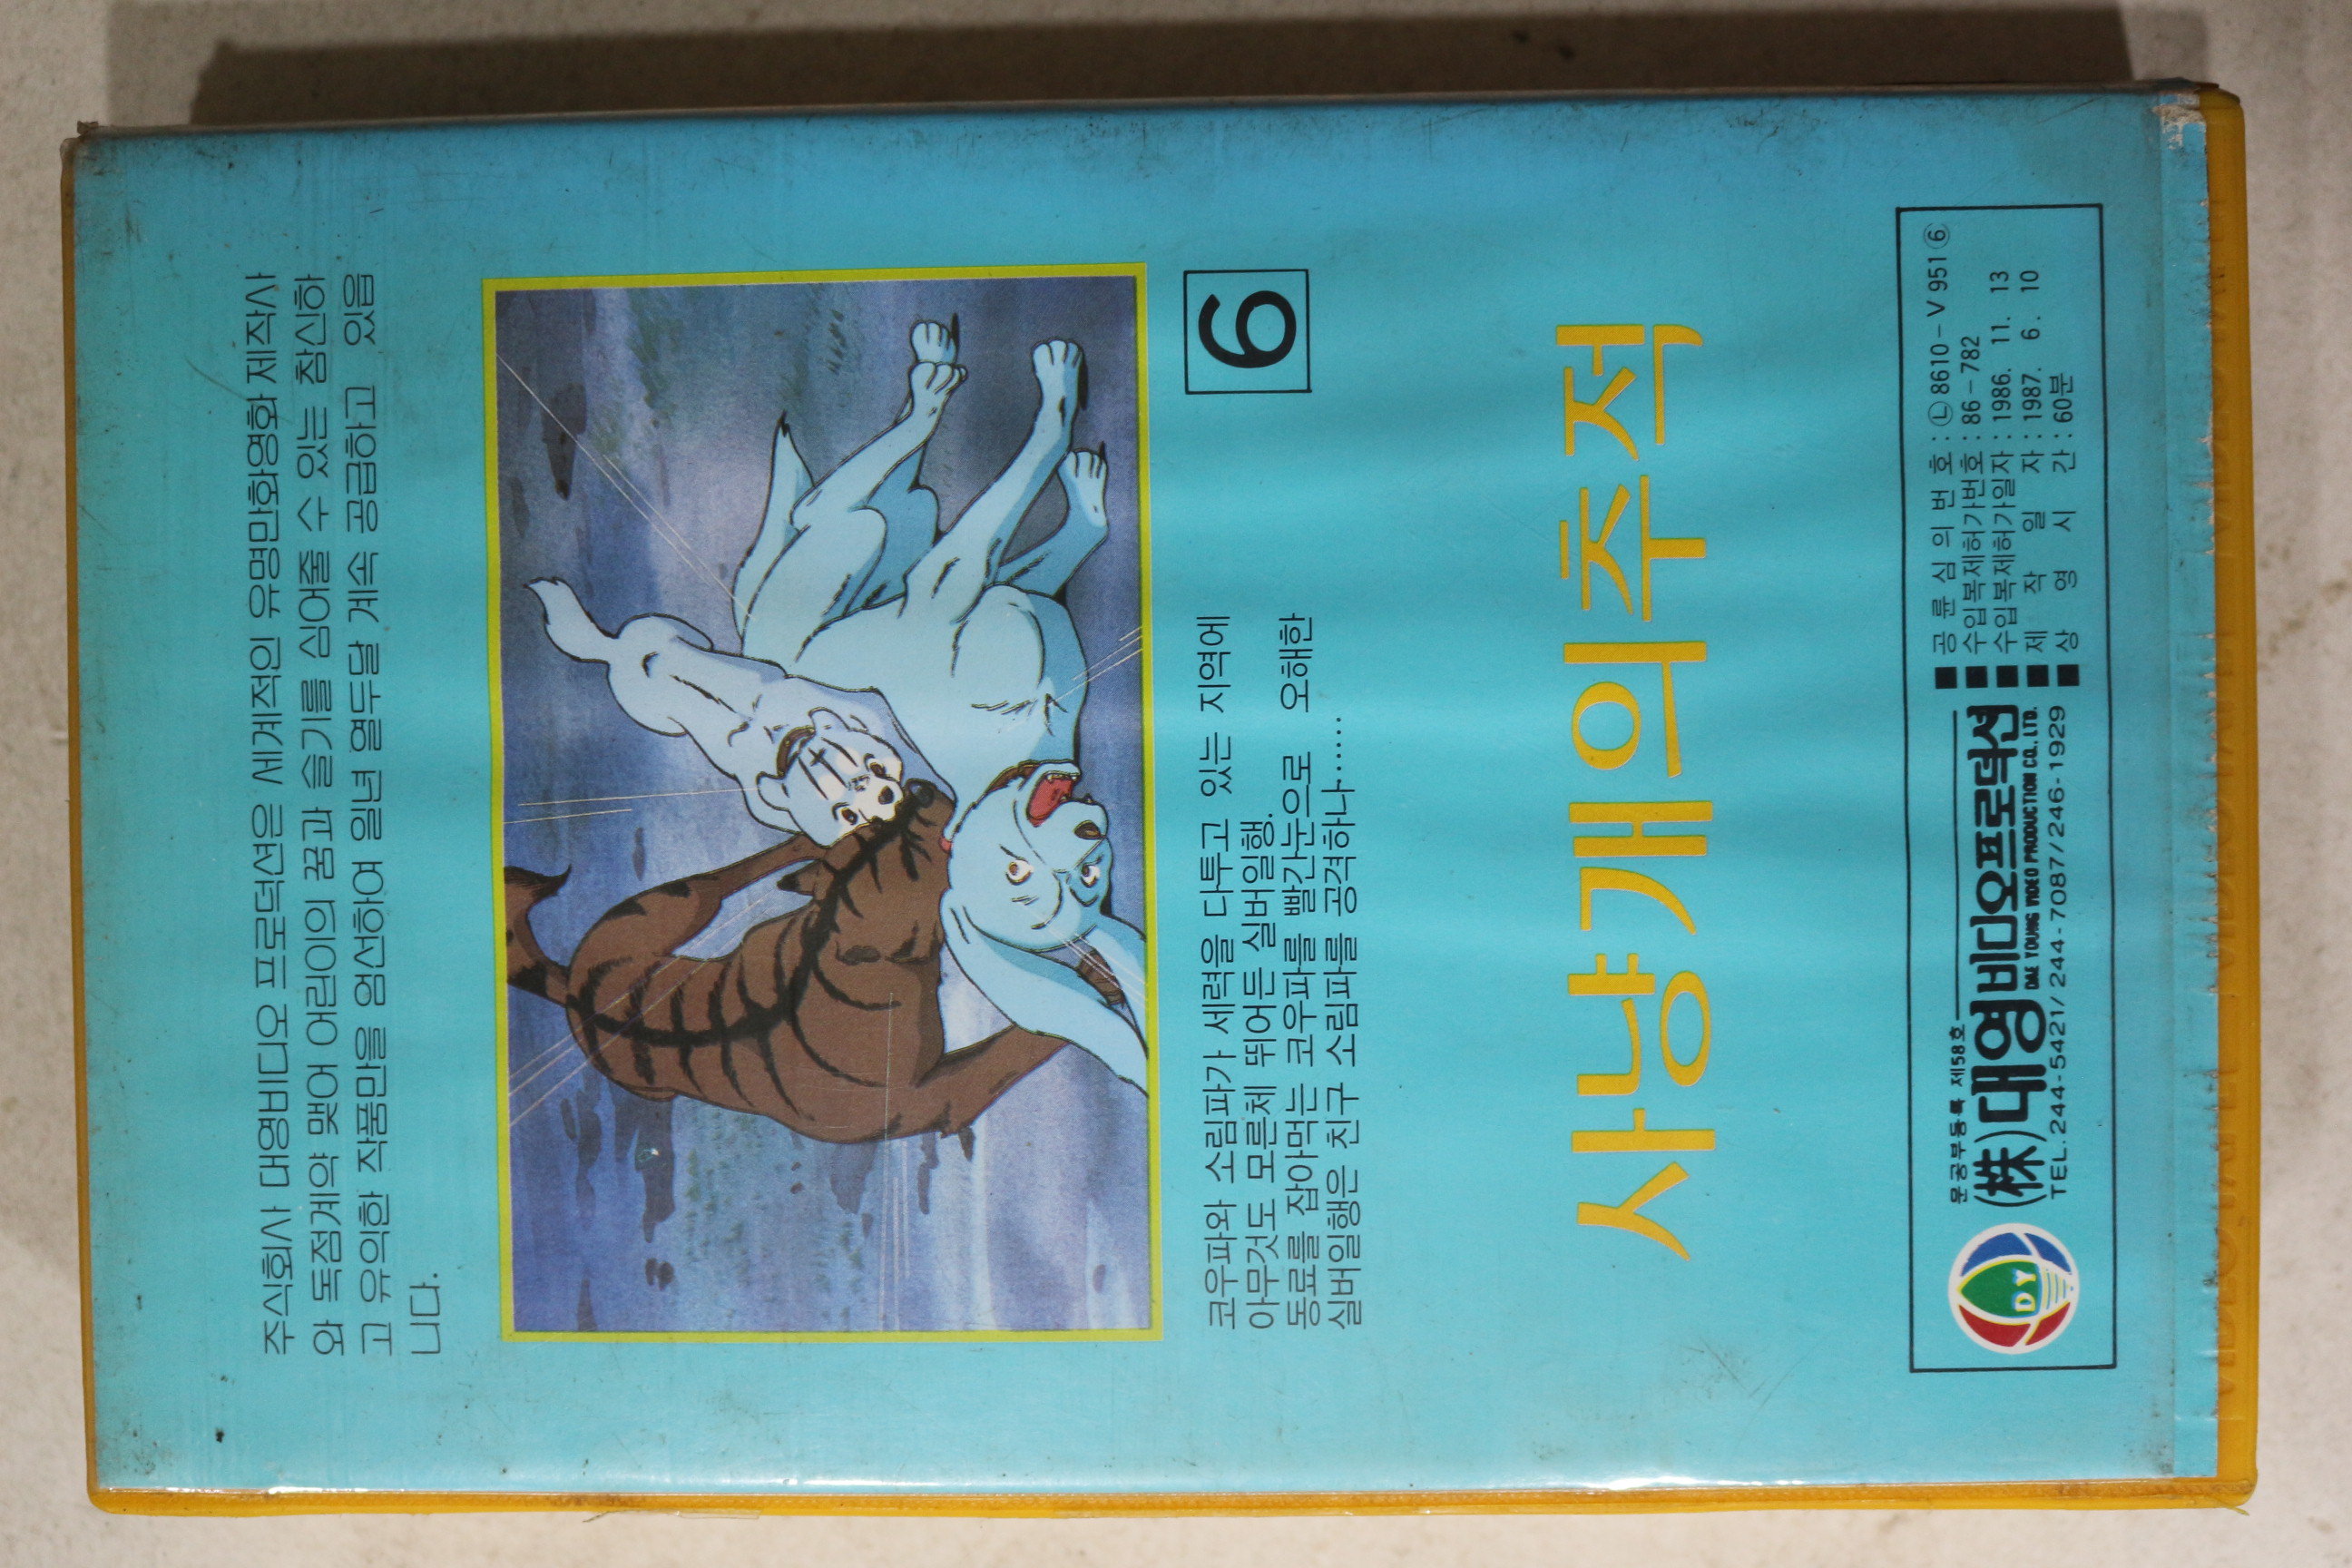 주식회사 대영비디오 프로덕션은 세계적인 유명만화영화 제작사
와 독점계약 맺어 어린이의 꿈과 슬기를 심어줄 수 있는 참신하
고 유익한 작품만을 엄선하여 일년 열두달 계속 공급하고 있읍
니다.
6
코우파와 소림파가 세력을 다투고 있는 지역에
아무것도 모른체 뛰어든 실버일행.
동료를 잡아먹는 코우파를 빨간눈으로 오해한
실버일행은 친구 소림파를 공격하나……
사냥개의추적
문공부등록 제58호
(株)대영비디오프로덕션
DAE YOUNG VIDEO PRODUCTION CO., LTD.
TEL. 244-5421/244-7087/246-1929
DY
■ 공륜심의번호 : Ⓛ 8610-V 951 ⑥
■ 수입복제허가번호 : 86-782
■ 수입복제허가일자 : 1986. 11. 13
■ 제작일자 : 1987. 6. 10
■ 상영시간 : 60분